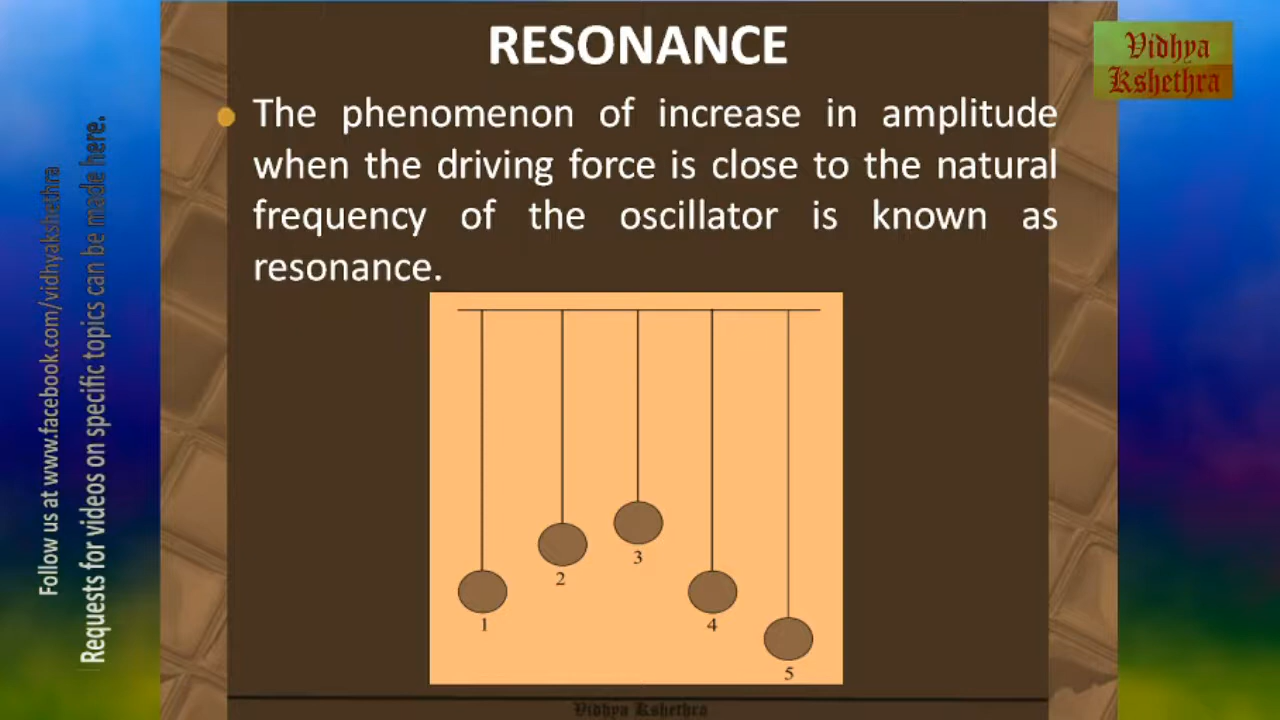 RESONANCE
Vidhya
Kshethra
The phenomenon of increase in amplitude
when the driving force is close to the natural
frequency of the oscillator is known as
resonance.
1
2
3
4
5
Follow us at www.facebook.com/vidhyakshethra
Requests for videos on specific topics can be made here.
Vidhya Kshethra